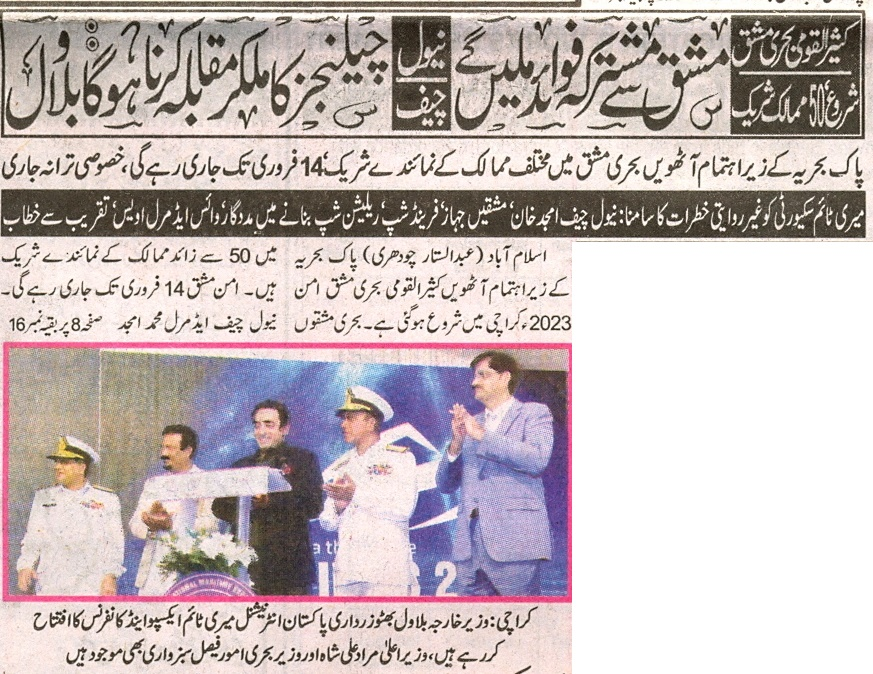 کثیرالقومی بحری مشق
شروع، 50 ممالک شریک
مشق سے مشترکہ فوائد ملیں گے
نیول
چیف
چیلنجز کا ملکر مقابلہ کرنا ہوگا بلاول
پاک بحریہ کے زیراہتمام آٹھویں بحری مشق میں مختلف ممالک کے نمائندے شریک، 14 فروری تک جاری رہے گی، خصوصی ترانہ جاری
میری ٹائم سکیورٹی کو غیر روایتی خطرات کا سامنا: نیول چیف امجد خان، مشقیں جہاز، فرینڈ شپ، ریلیشن شپ بنانے میں مددگار، وائس ایڈمرل اویس، تقریب سے خطاب
اسلام آباد (عبدالستار چودھری) پاک بحریہ
کے زیراہتمام آٹھویں کثیرالقومی بحری مشق امن
2023ء کراچی میں شروع ہوگئی ہے۔ بحری مشقوں
میں 50 سے زائد ممالک کے نمائندے شریک
ہیں۔ امن مشق 14 فروری تک جاری رہے گی۔
نیول چیف ایڈمرل محمد امجد صفحہ 8 پر بقیہ نمبر 16
کراچی: وزیر خارجہ بلاول بھٹو زرداری پاکستان انٹرنیشنل میری ٹائم ایکسپو اینڈ کانفرنس کا افتتاح
کر رہے ہیں، وزیراعلیٰ مراد علی شاہ اور وزیر بحری امور فیصل سبزواری بھی موجود ہیں